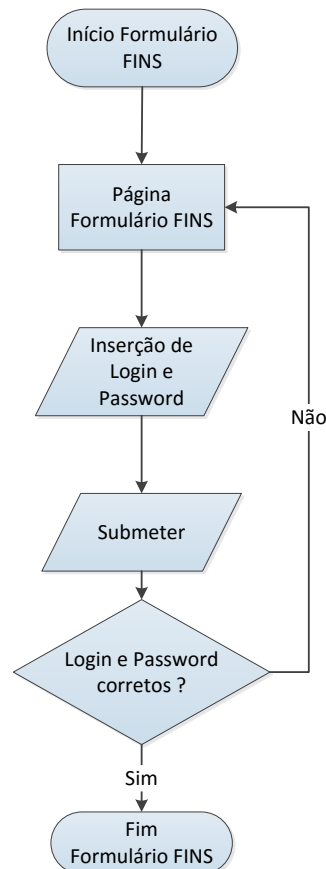 Início Formulário
FINS
Página
Formulário FINS
Inserção de
Login e
Password
Não
Submeter
Login e Password
corretos ?
Sim
Fim
Formulário FINS